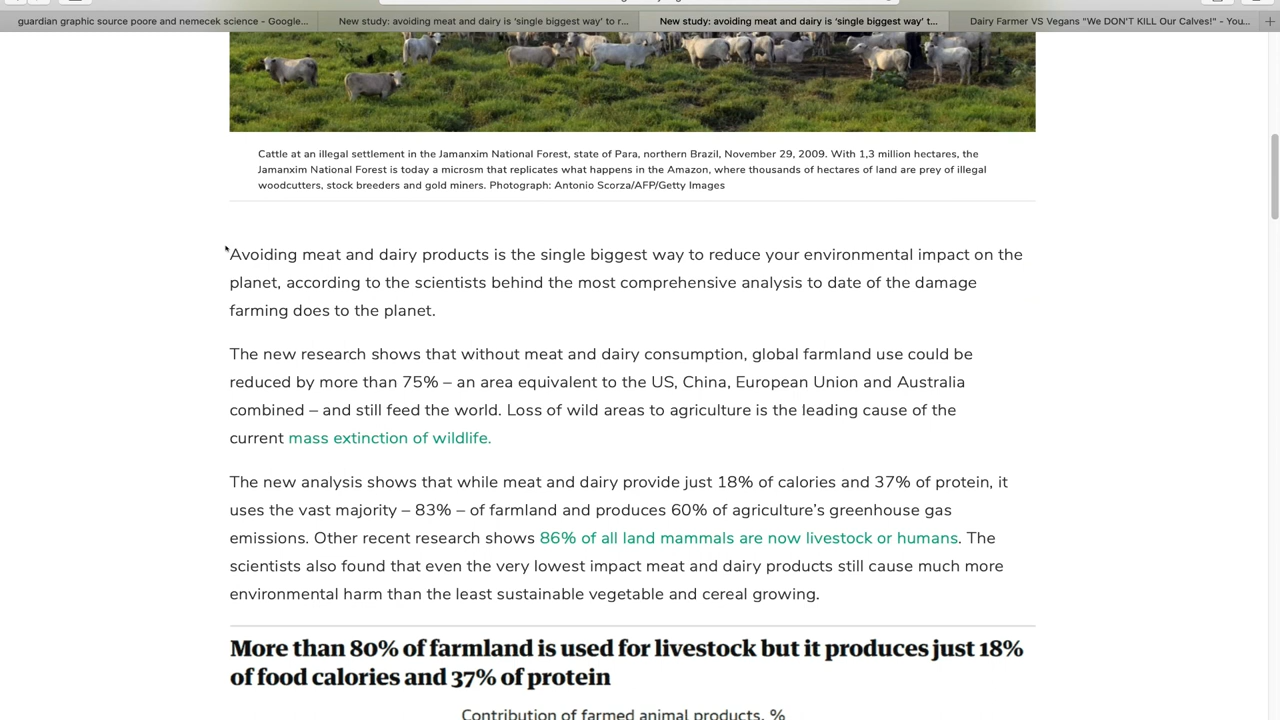 guardian graphic source poore and nemecek science - Google...
New study: avoiding meat and dairy is ‘single biggest way’ to r...
New study: avoiding meat and dairy is ‘single biggest way’ t...
Dairy Farmer VS Vegans "We DON'T KILL Our Calves!" - You...
Cattle at an illegal settlement in the Jamanxim National Forest, state of Para, northern Brazil, November 29, 2009. With 1,3 million hectares, the
Jamanxim National Forest is today a microsm that replicates what happens in the Amazon, where thousands of hectares of land are prey of illegal
woodcutters, stock breeders and gold miners. Photograph: Antonio Scorza/AFP/Getty Images
Avoiding meat and dairy products is the single biggest way to reduce your environmental impact on the
planet, according to the scientists behind the most comprehensive analysis to date of the damage
farming does to the planet.
The new research shows that without meat and dairy consumption, global farmland use could be
reduced by more than 75% – an area equivalent to the US, China, European Union and Australia
combined – and still feed the world. Loss of wild areas to agriculture is the leading cause of the
current mass extinction of wildlife.
The new analysis shows that while meat and dairy provide just 18% of calories and 37% of protein, it
uses the vast majority – 83% – of farmland and produces 60% of agriculture’s greenhouse gas
emissions. Other recent research shows 86% of all land mammals are now livestock or humans. The
scientists also found that even the very lowest impact meat and dairy products still cause much more
environmental harm than the least sustainable vegetable and cereal growing.
More than 80% of farmland is used for livestock but it produces just 18%
of food calories and 37% of protein
Contribution of farmed animal products, %